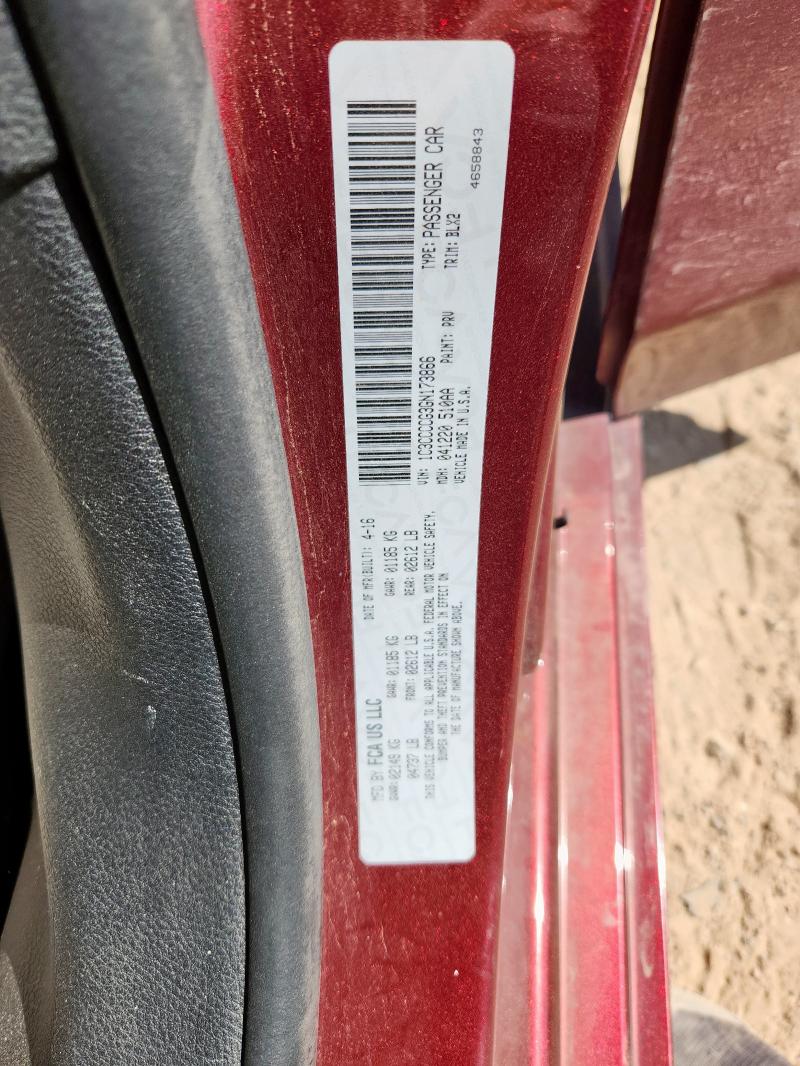 MFD BY FCA US LLC
DATE OF MFR(BUILT): 4-16
GVWR: 02149 KG
GAWR: 01185 KG
GAWR: 01185 KG
04737 LB
FRONT: 02612 LB
REAR: 02612 LB
THIS VEHICLE CONFORMS TO ALL APPLICABLE U.S.A. FEDERAL MOTOR VEHICLE SAFETY,
BUMPER AND THEFT PREVENTION STANDARDS IN EFFECT ON
THE DATE OF MANUFACTURE SHOWN ABOVE.
VIN: 1C3CCCCG3GN173866
TYPE: PASSENGER CAR
MDH: 041220 510AA
PAINT: PRV
TRIM: BLX2
VEHICLE MADE IN U.S.A.
4658843